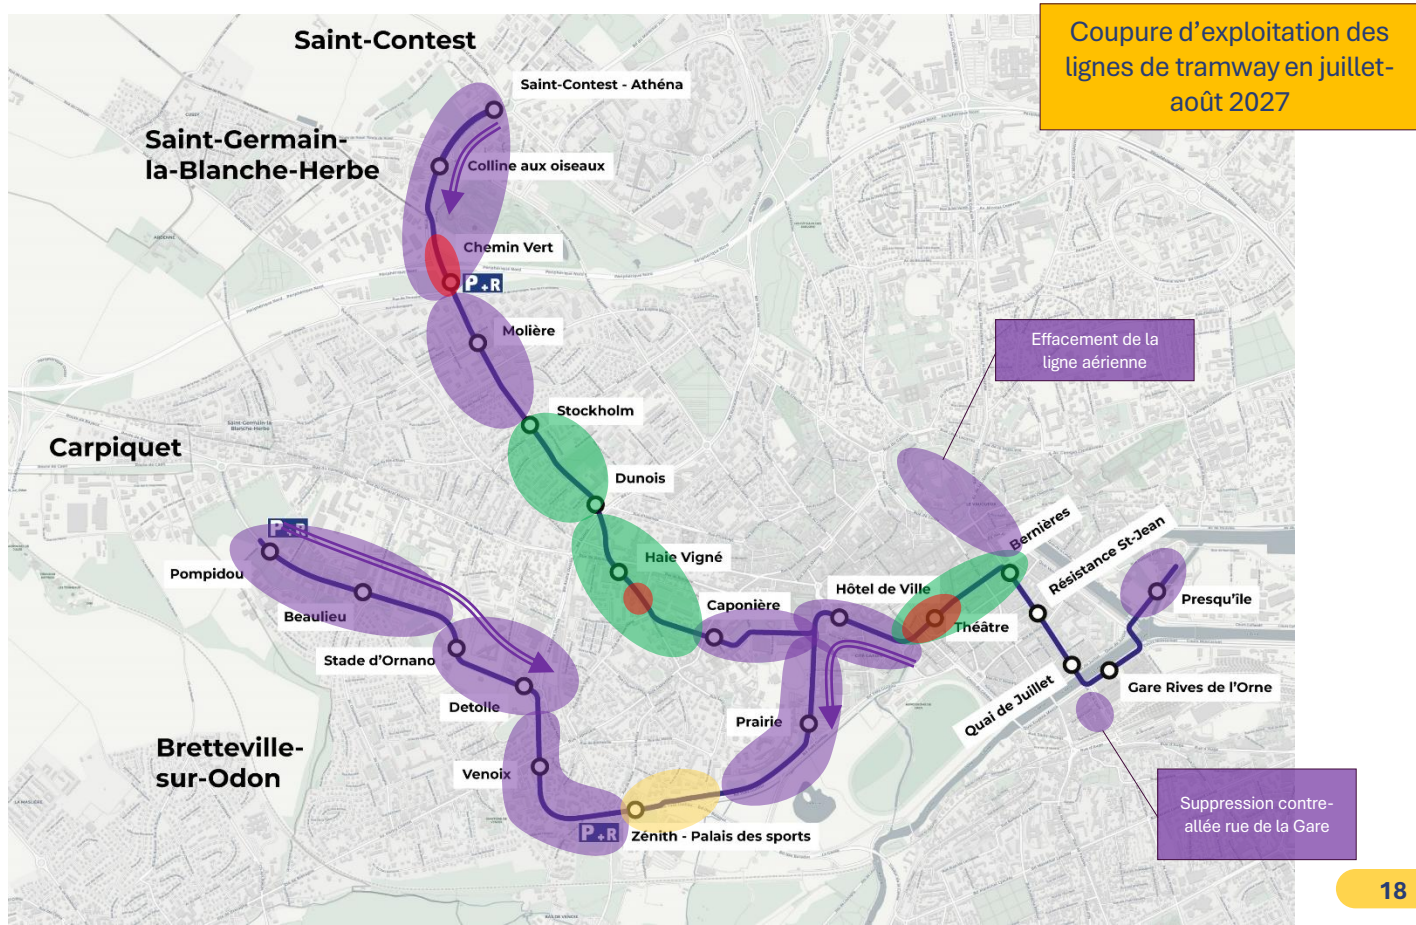 Coupure d’exploitation des
lignes de tramway en juillet-
août 2027
Saint-Contest
Saint-Contest - Athéna
Saint-Germain-
la-Blanche-Herbe
Colline aux oiseaux
Chemin Vert
P+R
Molière
Effacement de la
ligne aérienne
Stockholm
Carpiquet
Dunois
P+R
Pompidou
Haie Vigné
Bernières
Résistance St-Jean
Beaulieu
Caponière
Hôtel de Ville
Théâtre
Presqu’île
Stade d’Ornano
Detolle
Prairie
Quai de Juillet
Gare Rives de l’Orne
Bretteville-
sur-Odon
Venoix
P+R
Zénith - Palais des sports
Suppression contre-
allée rue de la Gare
18